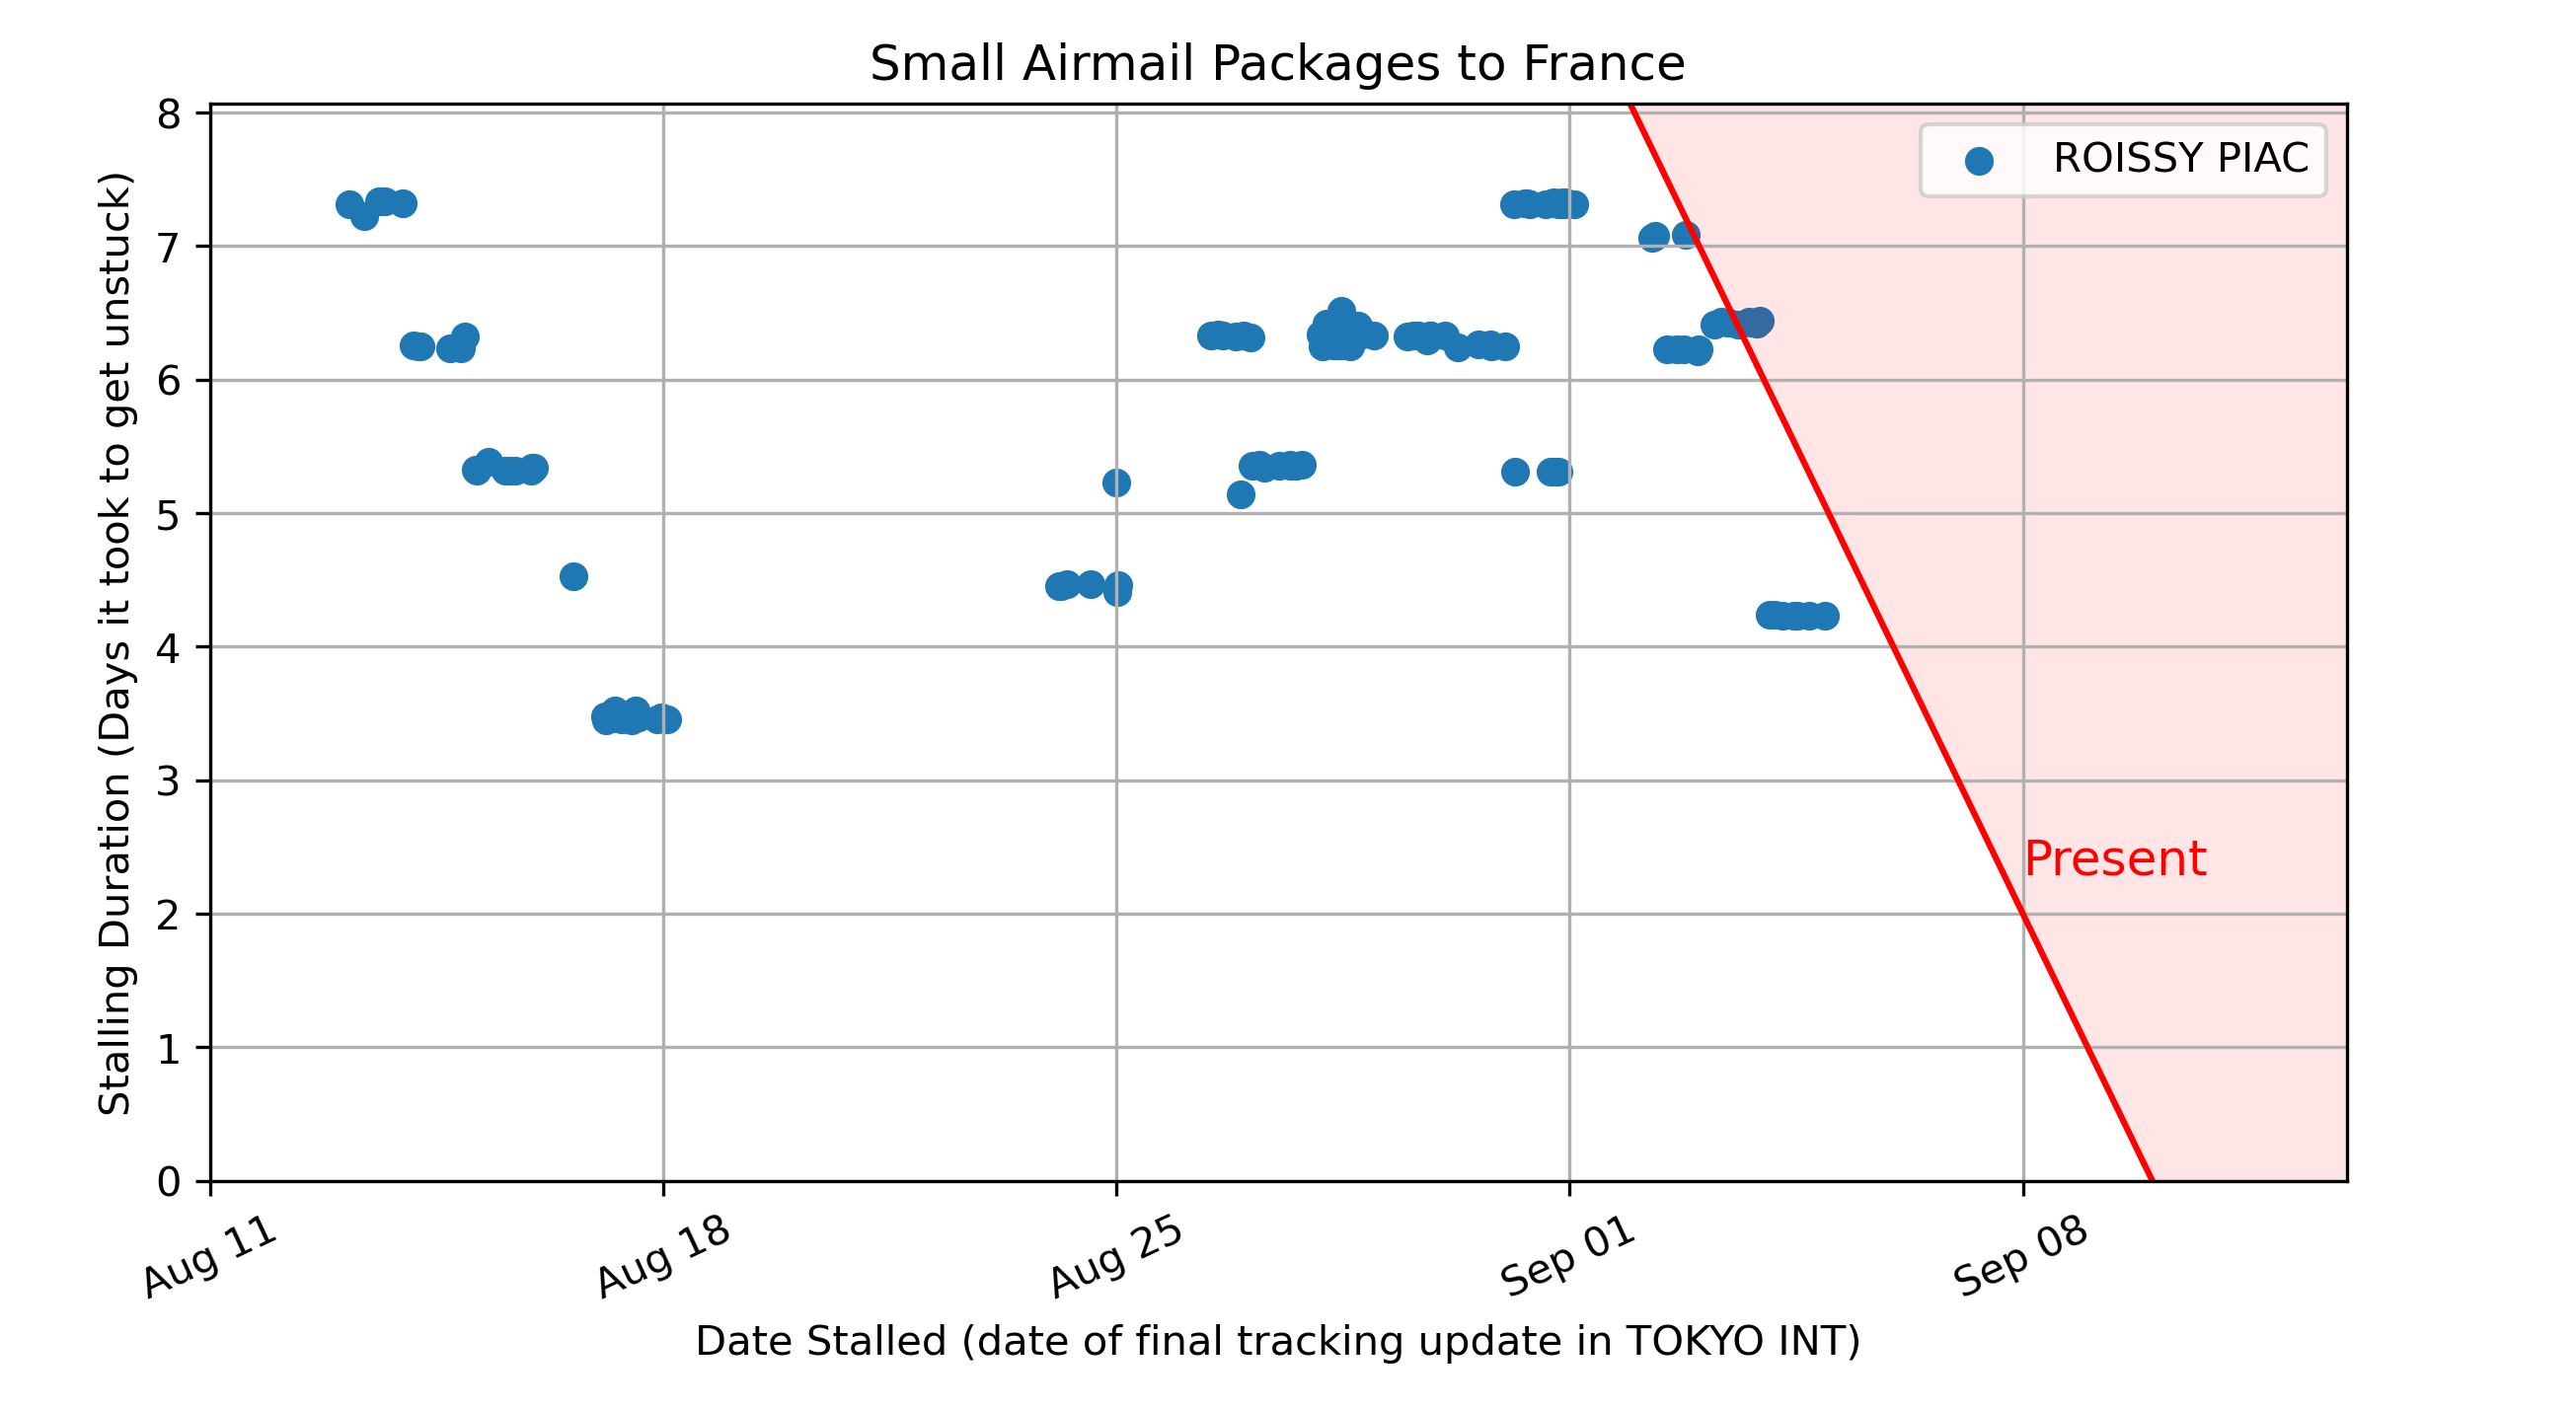 Small Airmail Packages to France
ROISSY PIAC
Present
Stalling Duration (Days it took to get unstuck)
8
7
6
5
4
3
2
1
0
Aug 11
Aug 18
Aug 25
Sep 01
Sep 08
Date Stalled (date of final tracking update in TOKYO INT)